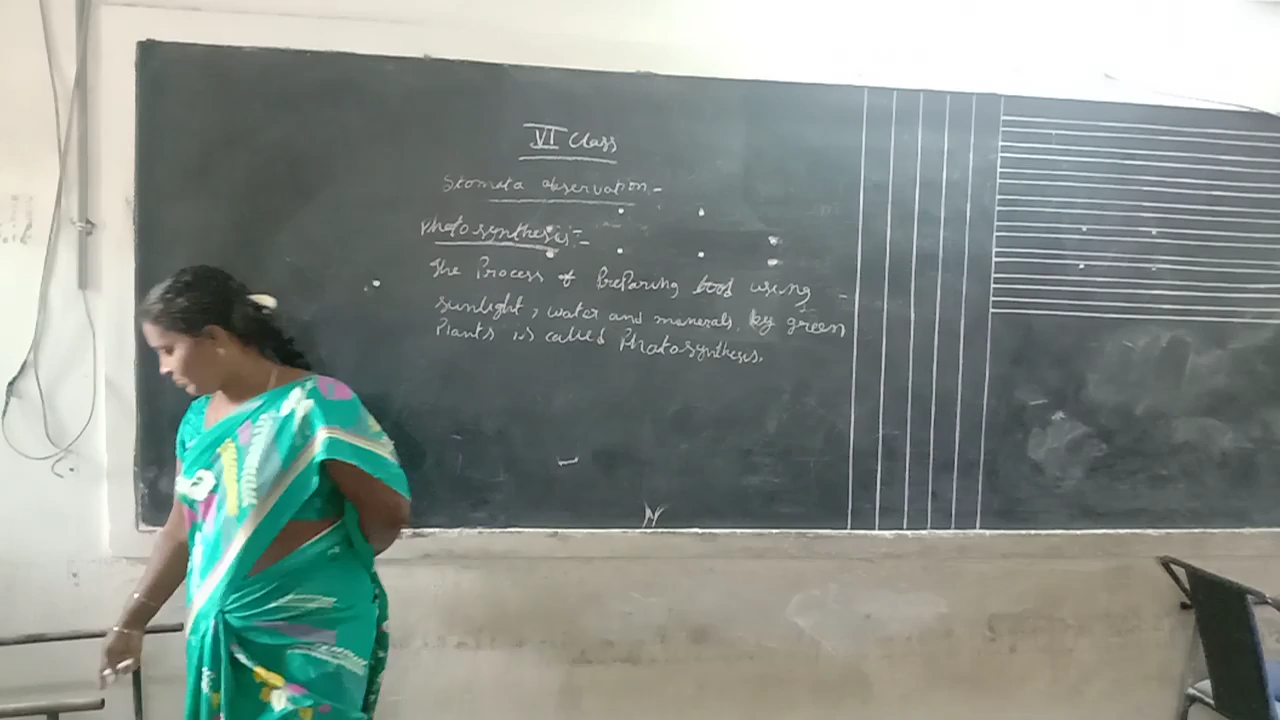 VI Class
Stomata observation:-
Photosynthesis:-
The Process of Preparing food using
sunlight, water and minerals, by green
Plants is called Photosynthesis.